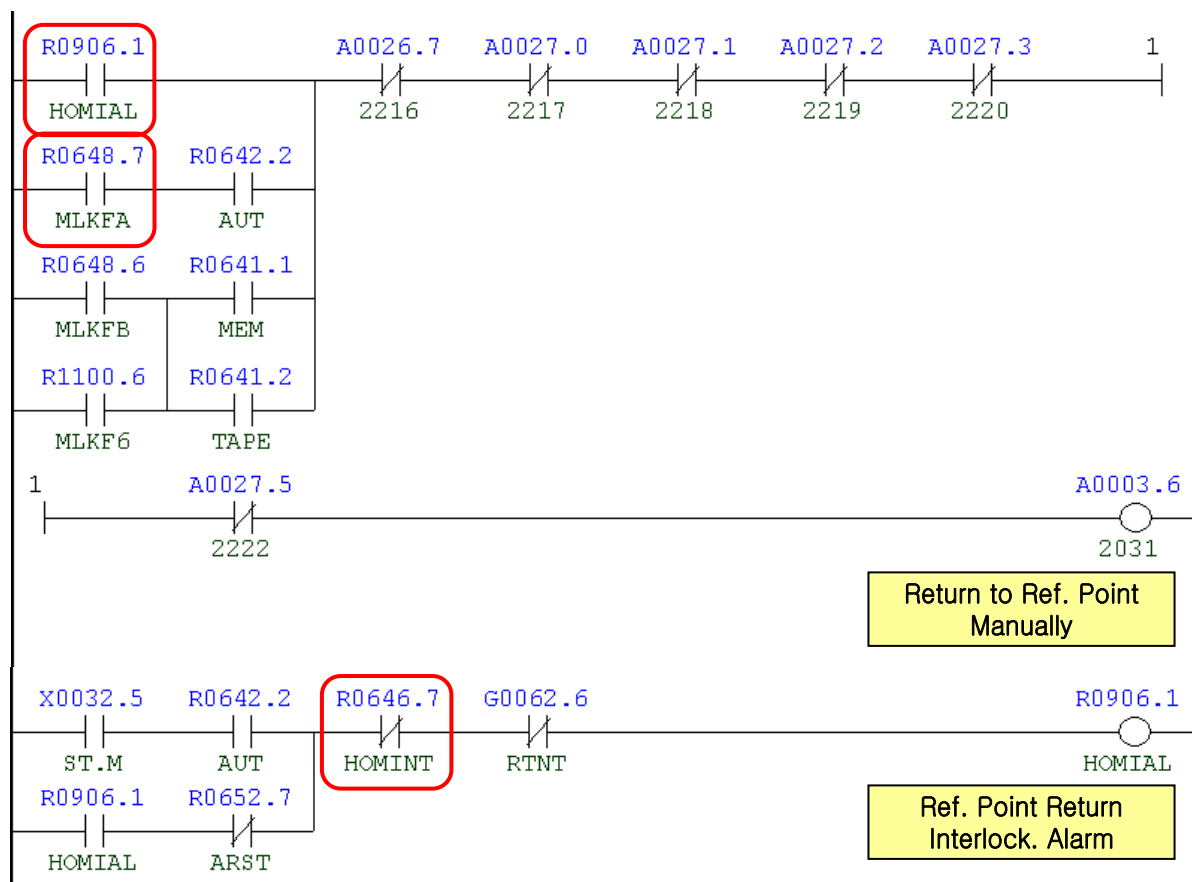 R0906.1 A0026.7 A0027.0 A0027.1 A0027.2 A0027.3 1
HOMIAL 2216 2217 2218 2219 2220
R0648.7 R0642.2
MLKFA AUT
R0648.6 R0641.1
MLKFB MEM
R1100.6 R0641.2
MLKF6 TAPE
1 A0027.5 A0003.6
2222 2031
Return to Ref. Point
Manually
X0032.5 R0642.2 R0646.7 G0062.6 R0906.1
ST.M AUT HOMINT RTNT HOMIAL
R0906.1 R0652.7
HOMIAL ARST
Ref. Point Return
Interlock. Alarm